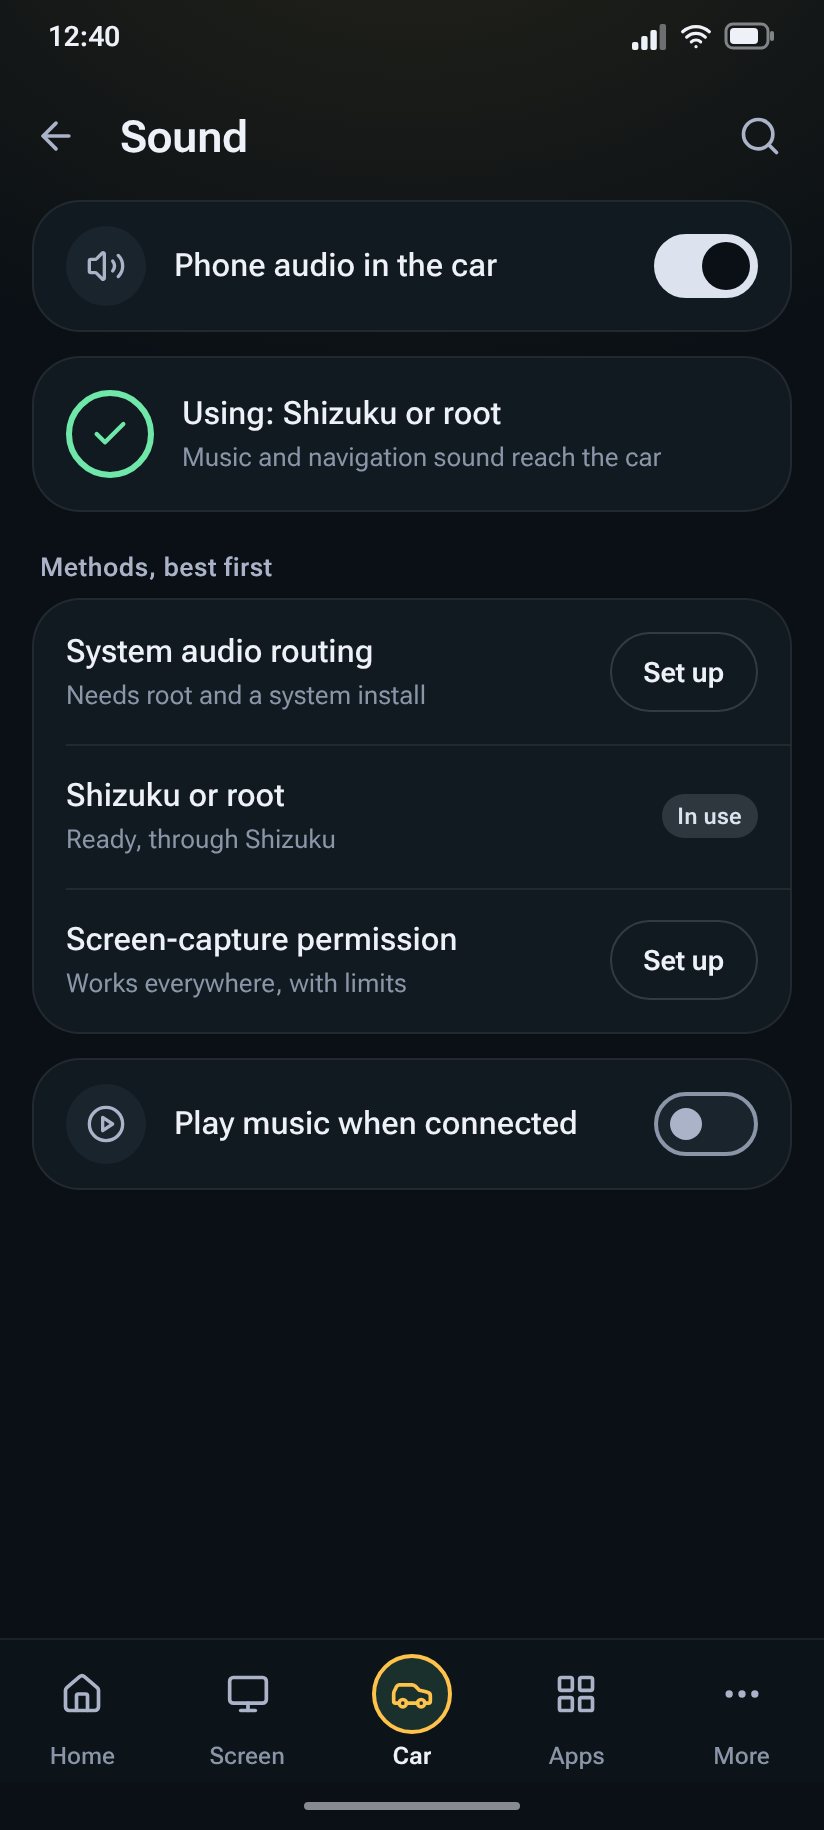 12:40
Sound
Phone audio in the car
Using: Shizuku or root
Music and navigation sound reach the car
Methods, best first
System audio routing
Needs root and a system install
Set up
Shizuku or root
Ready, through Shizuku
In use
Screen-capture permission
Works everywhere, with limits
Set up
Play music when connected
Home
Screen
Car
Apps
More